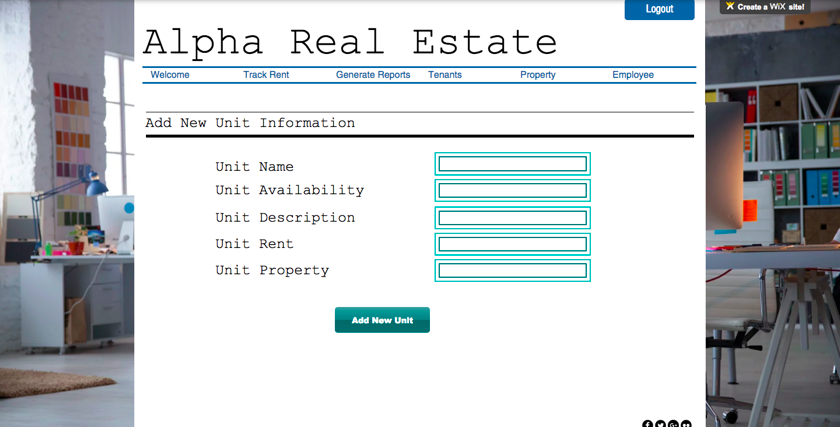 Logout
Create a WiX site!
Alpha Real Estate
Welcome Track Rent Generate Reports Tenants Property Employee
Add New Unit Information
Unit Name
Unit Availability
Unit Description
Unit Rent
Unit Property
Add New Unit